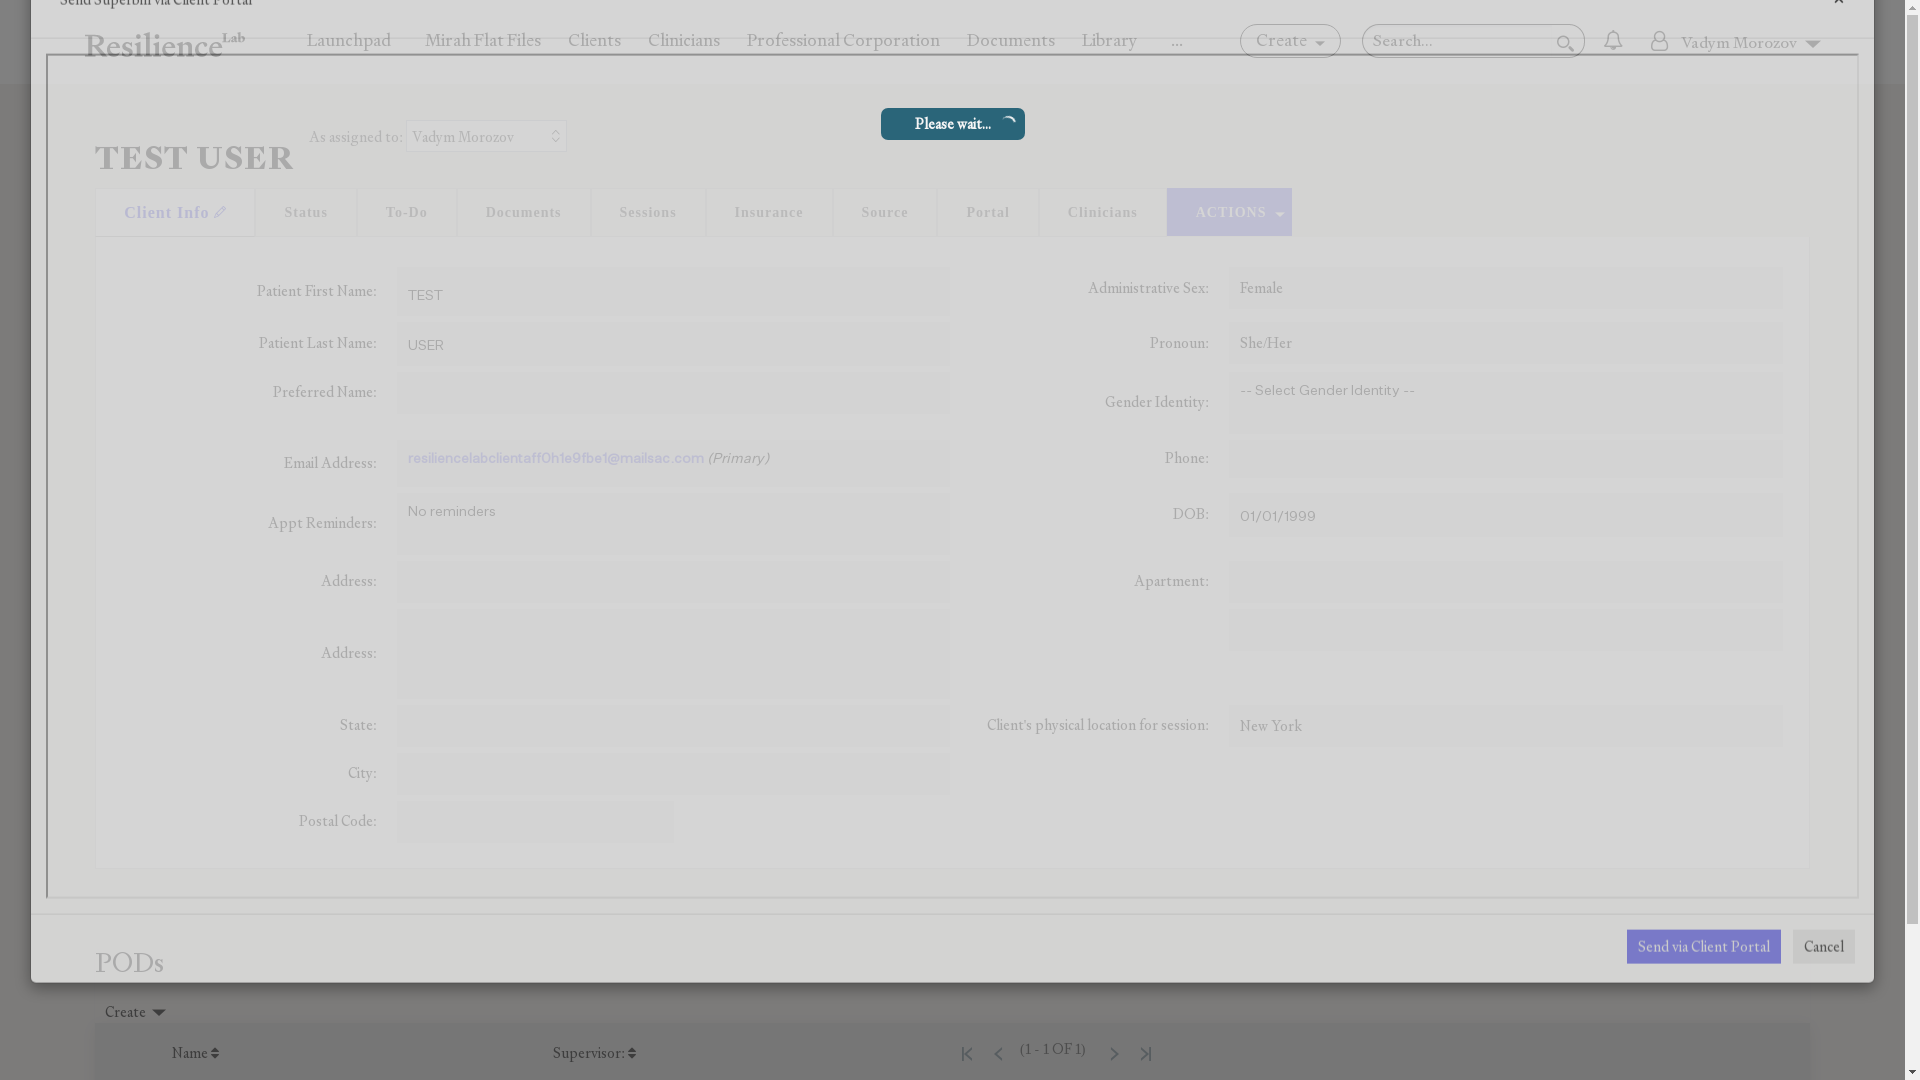 Send Superbill via Client Portal
ResilienceLab Launchpad Mirah Flat Files Clients Clinicians Professional Corporation Documents Library ... Create Search... Vadym Morozov
Please wait...
TEST USER As assigned to: Vadym Morozov
Client Info Status To-Do Documents Sessions Insurance Source Portal Clinicians ACTIONS
Patient First Name: TEST Administrative Sex: Female
Patient Last Name: USER Pronoun: She/Her
Preferred Name: Gender Identity: -- Select Gender Identity --
Email Address: resiliencelabclientaff0h1e9fbe1@mailsac.com (Primary) Phone:
Appt Reminders: No reminders DOB: 01/01/1999
Address: Apartment:
Address:
State: Client's physical location for session: New York
City:
Postal Code:
Send via Client Portal Cancel
PODs
Create
Name Supervisor: (1 - 1 OF 1)